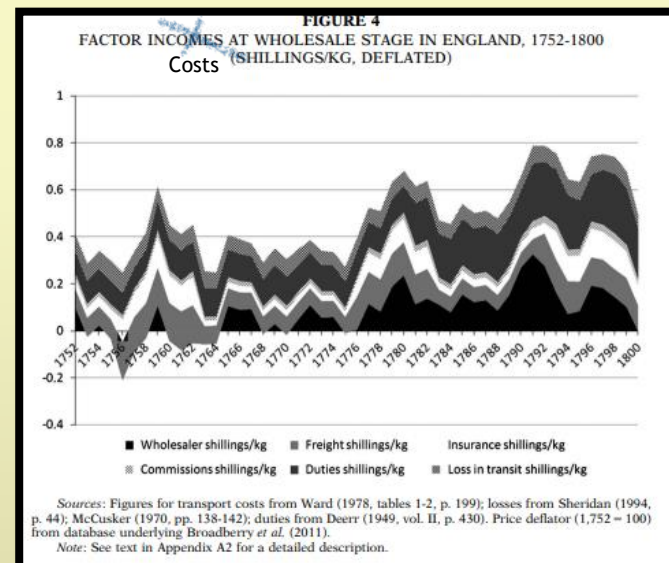 FIGURE 4
FACTOR INCOMES AT WHOLESALE STAGE IN ENGLAND, 1752-1800
Costs (SHILLINGS/KG, DEFLATED)
1
0.8
0.6
0.4
0.2
0
-0.2
-0.4
1752 1754 1756 1758 1760 1762 1764 1766 1768 1770 1772 1774 1776 1778 1780 1782 1784 1786 1788 1790 1792 1794 1796 1798 1800
Wholesaler shillings/kg Freight shillings/kg Insurance shillings/kg
Commissions shillings/kg Duties shillings/kg Loss in transit shillings/kg
Sources: Figures for transport costs from Ward (1978, tables 1-2, p. 199); losses from Sheridan (1994,
p. 44); McCusker (1970, pp. 138-142); duties from Deerr (1949, vol. II, p. 430). Price deflator (1,752 = 100)
from database underlying Broadberry et al. (2011).
Note: See text in Appendix A2 for a detailed description.